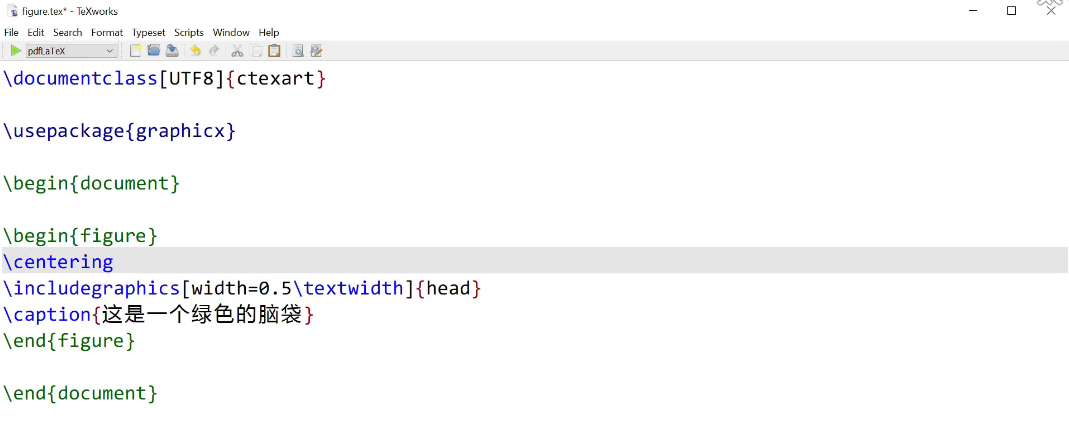 figure.tex* - TeXworks
File Edit Search Format Typeset Scripts Window Help
pdfLaTeX
\documentclass[UTF8]{ctexart}
\usepackage{graphicx}
\begin{document}
\begin{figure}
\centering
\includegraphics[width=0.5\textwidth]{head}
\caption{这是一个绿色的脑袋}
\end{figure}
\end{document}